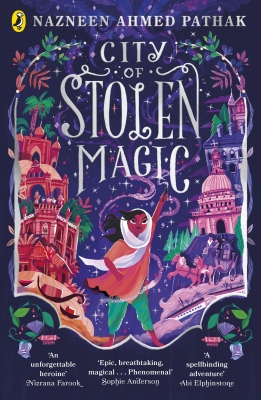 NAZNEEN AHMED PATHAK
CITY
OF
STOLEN
MAGIC
'An
unforgettable
heroine'
Nizrana Farook
'Epic, breathtaking,
magical . . . Phenomenal'
Sophie Anderson
'A
spellbinding
adventure'
Abi Elphinstone